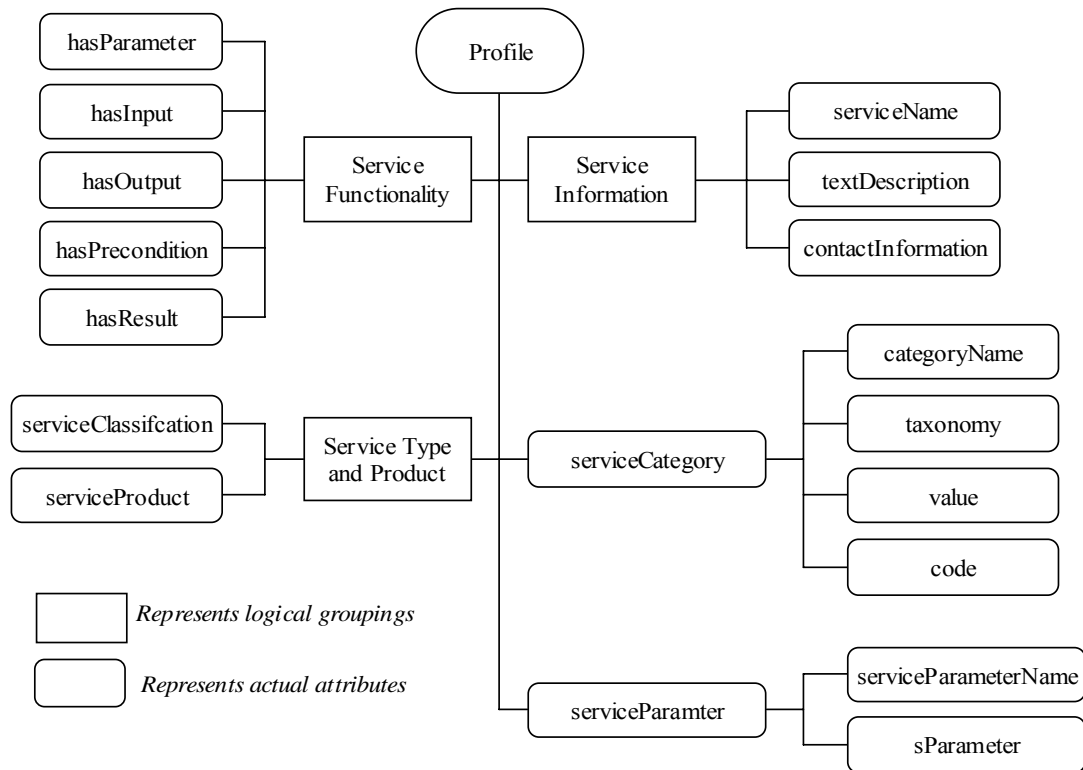 Profile
hasParameter
hasInput
hasOutput
hasPrecondition
hasResult
Service
Functionality
Service
Information
serviceName
textDescription
contactInformation
serviceClassifcation
serviceProduct
Service Type
and Product
serviceCategory
categoryName
taxonomy
value
code
Represents logical groupings
Represents actual attributes
serviceParamter
serviceParameterName
sParameter